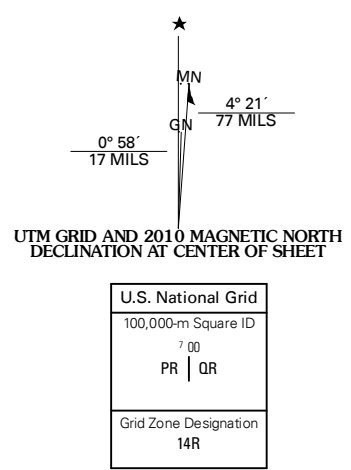 ★
MN
4° 21´
77 MILS
GN
0° 58´
17 MILS
UTM GRID AND 2010 MAGNETIC NORTH
DECLINATION AT CENTER OF SHEET
U.S. National Grid
100,000-m Square ID
7 00
PR | QR
Grid Zone Designation
14R